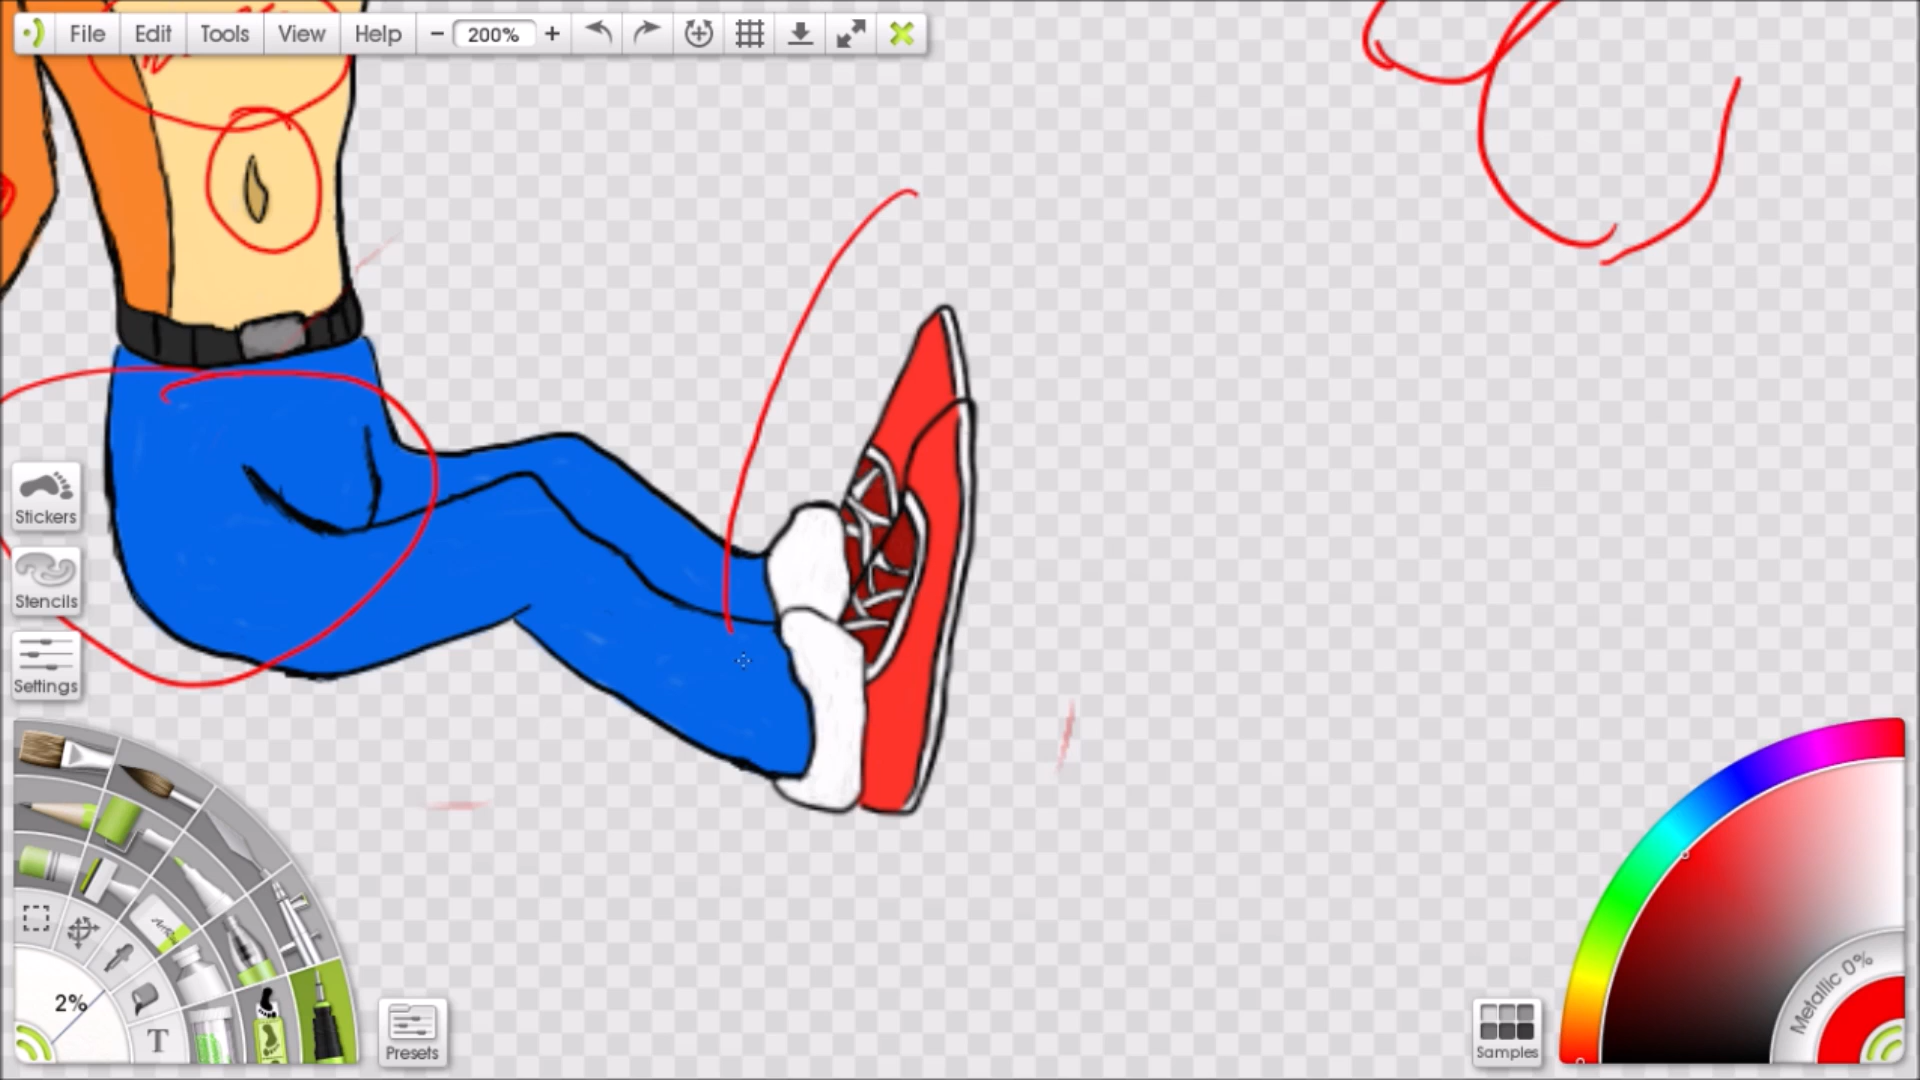 File Edit Tools View Help − 200% +
Stickers
Stencils
Settings
2%
T
Presets
Samples
Metallic 0%